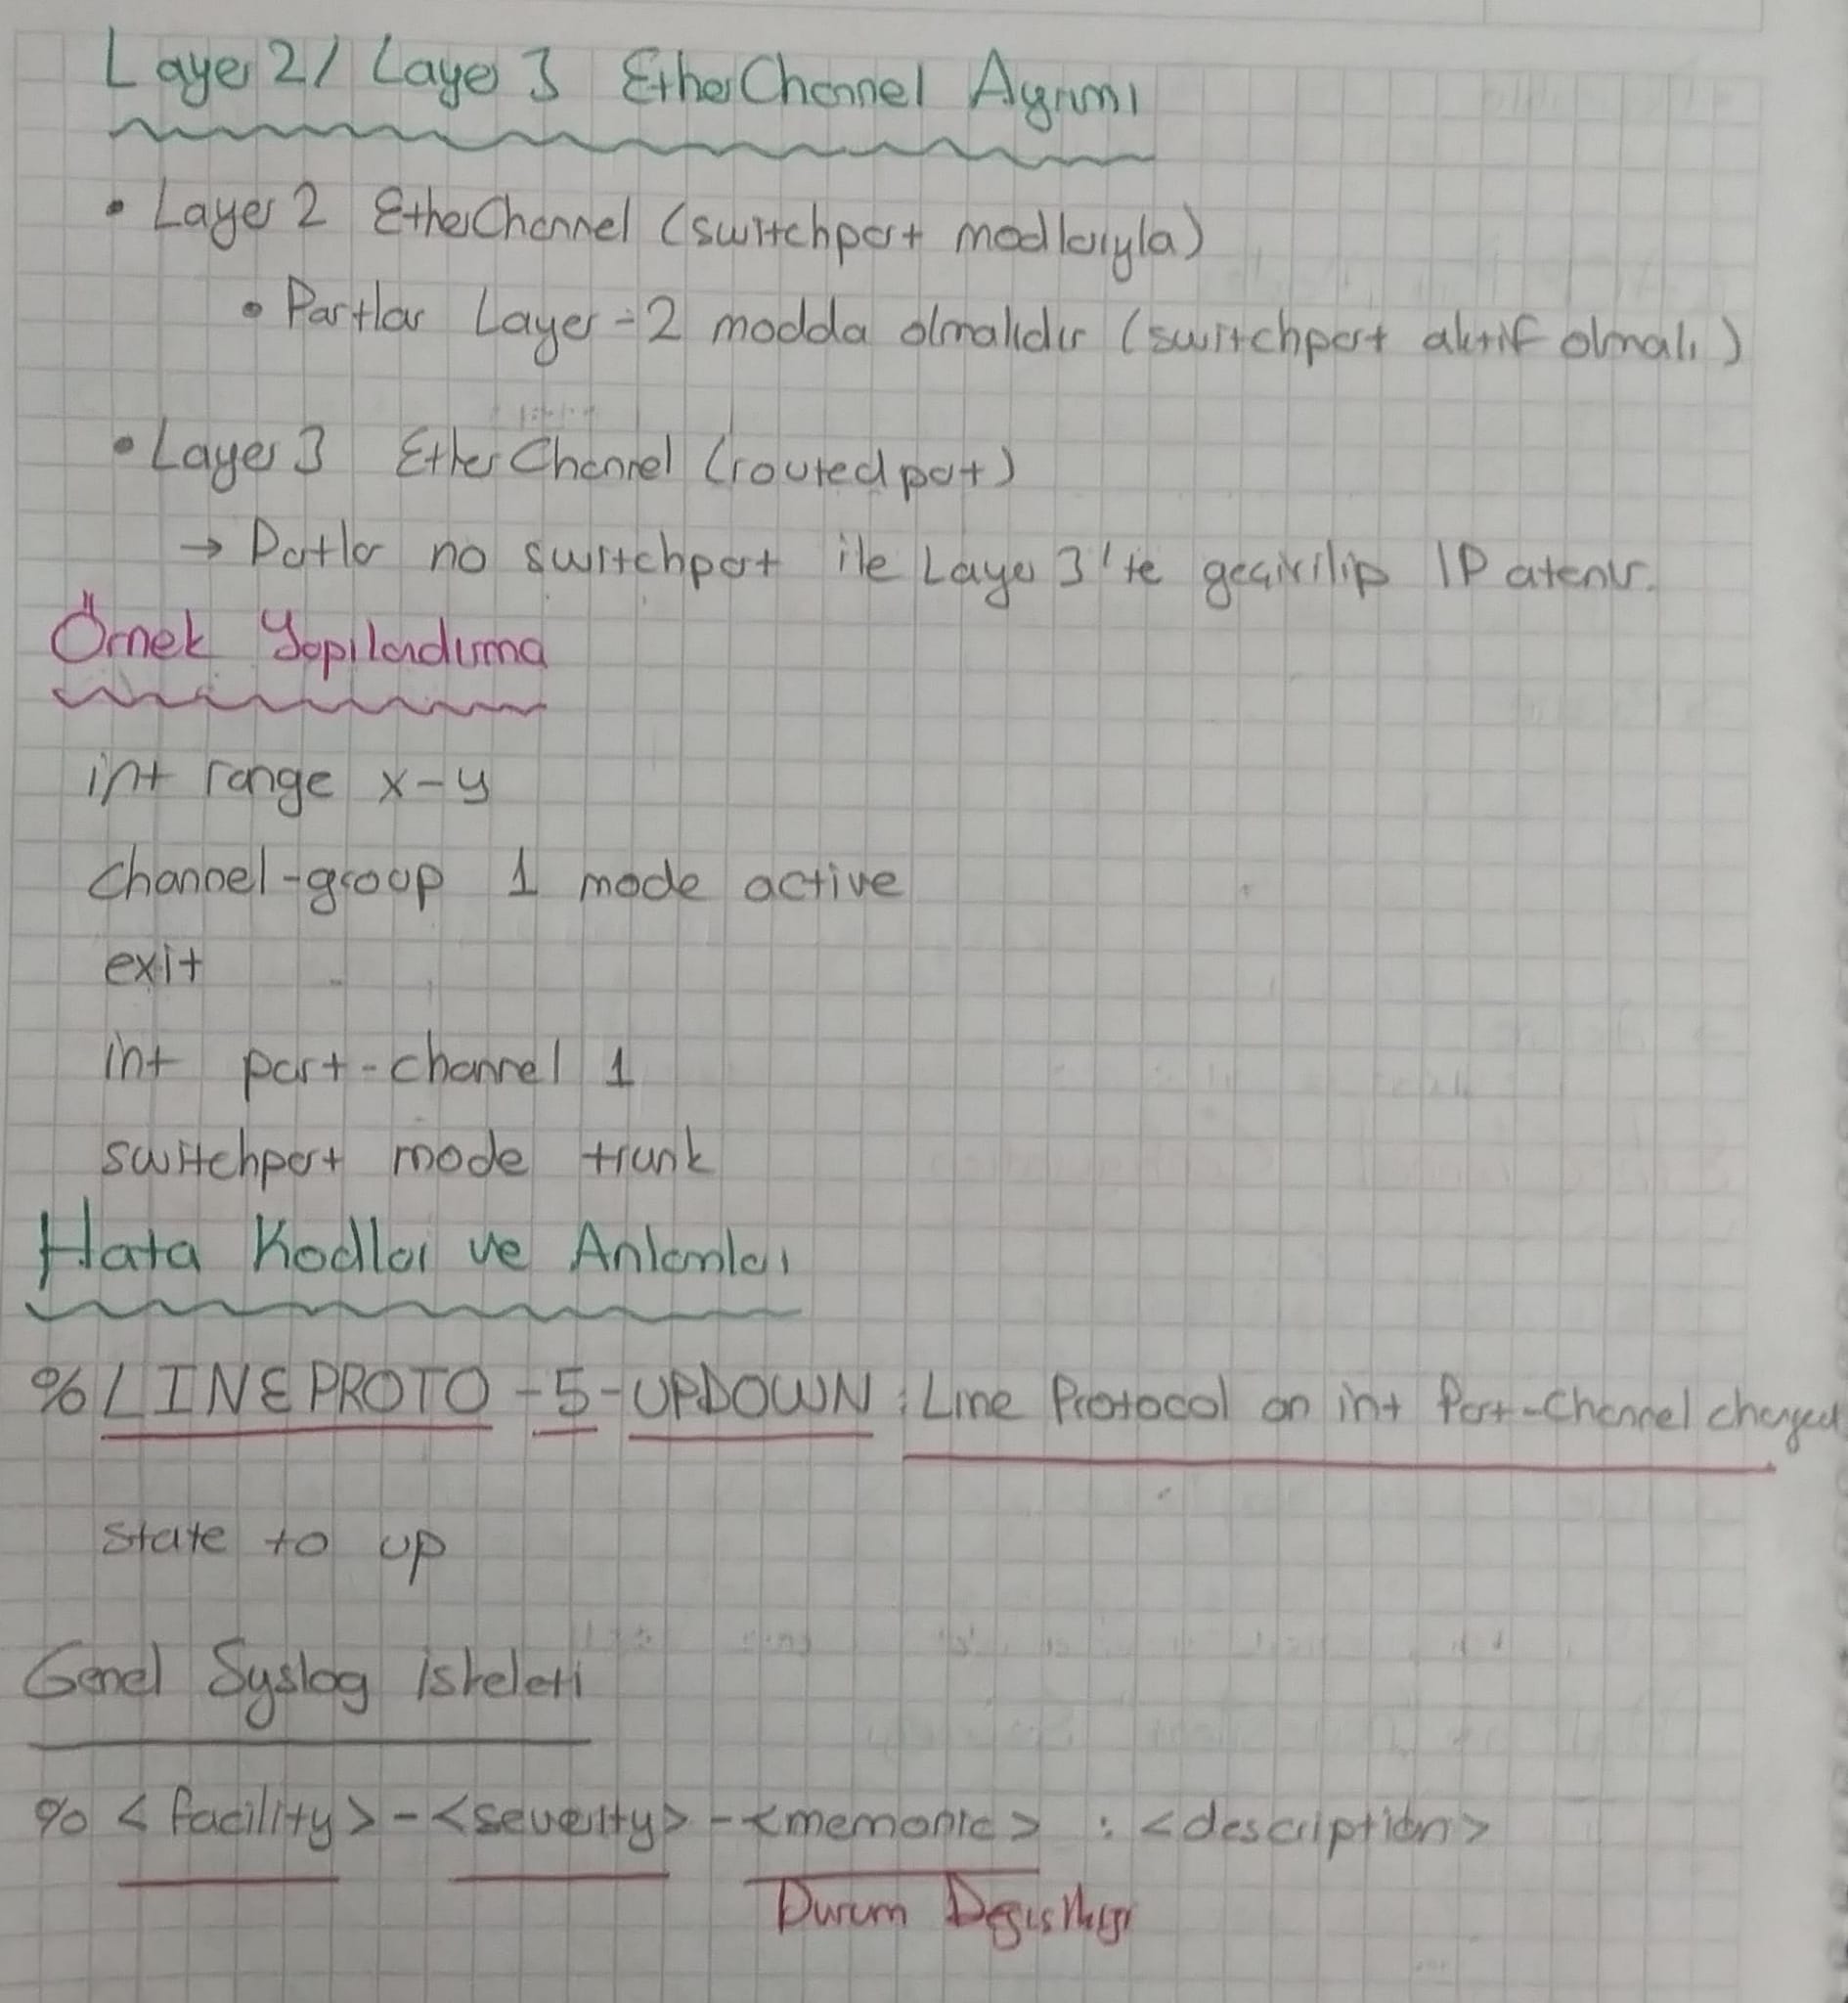 Layer 2 / Layer 3 EtherChannel Ayrımı
• Layer 2 EtherChannel (switchport modlarıyla)
• Portlar Layer-2 modda olmalıdır (switchport aktif olmalı)
• Layer 3 EtherChannel (routed port)
→ Portlar no switchport ile Layer 3'te geçirilip IP atanır.
Örnek Yapılandırma
int range x-y
channel-group 1 mode active
exit
int port-channel 1
switchport mode trunk
Hata Kodları ve Anlamları
%LINEPROTO-5-UPDOWN: Line Protocol on int Port-Channel changed
state to up
Genel Syslog iskeleti
% <facility> - <severity> - <memonic> : <description>
Durum Değişikliği